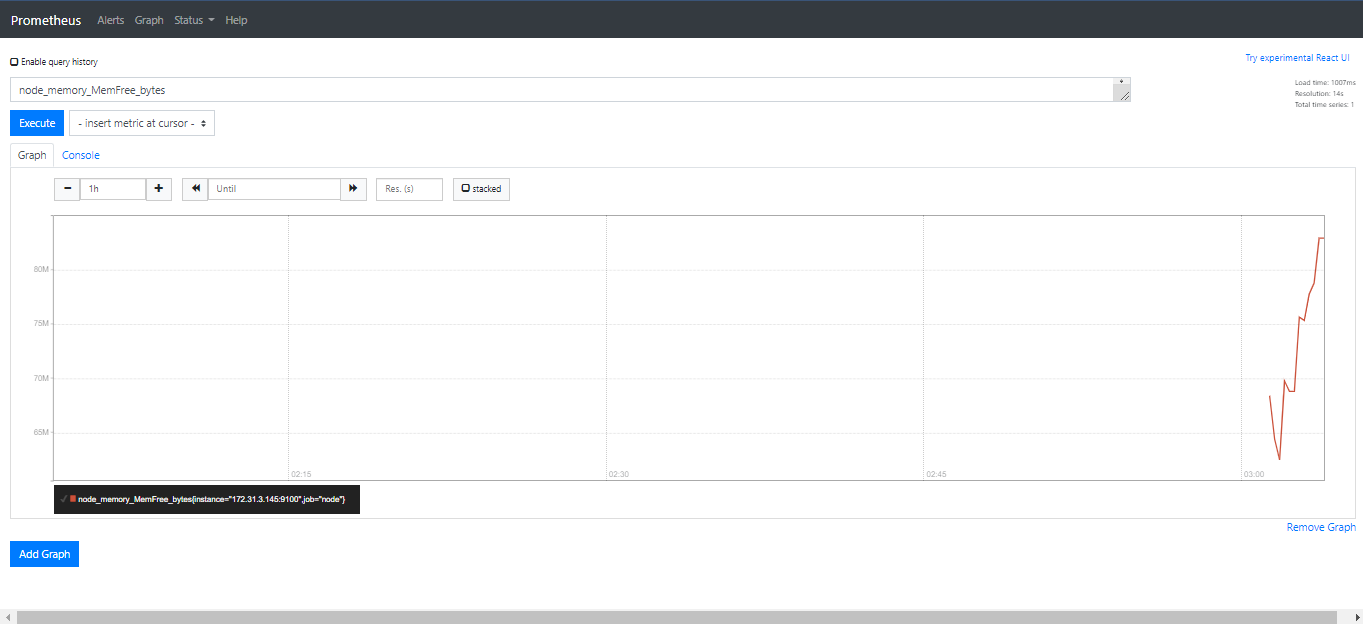 Prometheus Alerts Graph Status Help
Enable query history
Try experimental React UI
node_memory_MemFree_bytes
Load time: 1007ms
Resolution: 14s
Total time series: 1
Execute - insert metric at cursor -
Graph Console
1h Until Res. (s) stacked
80M
75M
70M
65M
02:15 02:30 02:45 03:00
node_memory_MemFree_bytes{instance="172.31.3.145:9100",job="node"}
Remove Graph
Add Graph